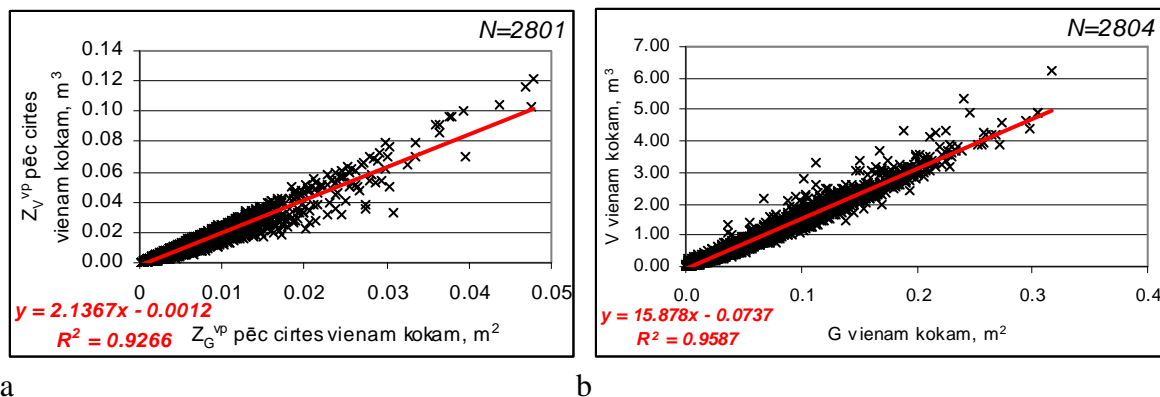 N=2801
0.14
0.12
0.10
0.08
0.06
0.04
0.02
0.00
Z_V^vp pēc cirtes
vienam kokam, m³
0.00 0.01 0.02 0.03 0.04 0.05
y = 2.1367x - 0.0012
R² = 0.9266
Z_G^vp pēc cirtes vienam kokam, m²
a
N=2804
7.00
6.00
5.00
4.00
3.00
2.00
1.00
0.00
V vienam kokam, m³
0.0 0.1 0.2 0.3 0.4
y = 15.878x - 0.0737
R² = 0.9587
G vienam kokam, m²
b